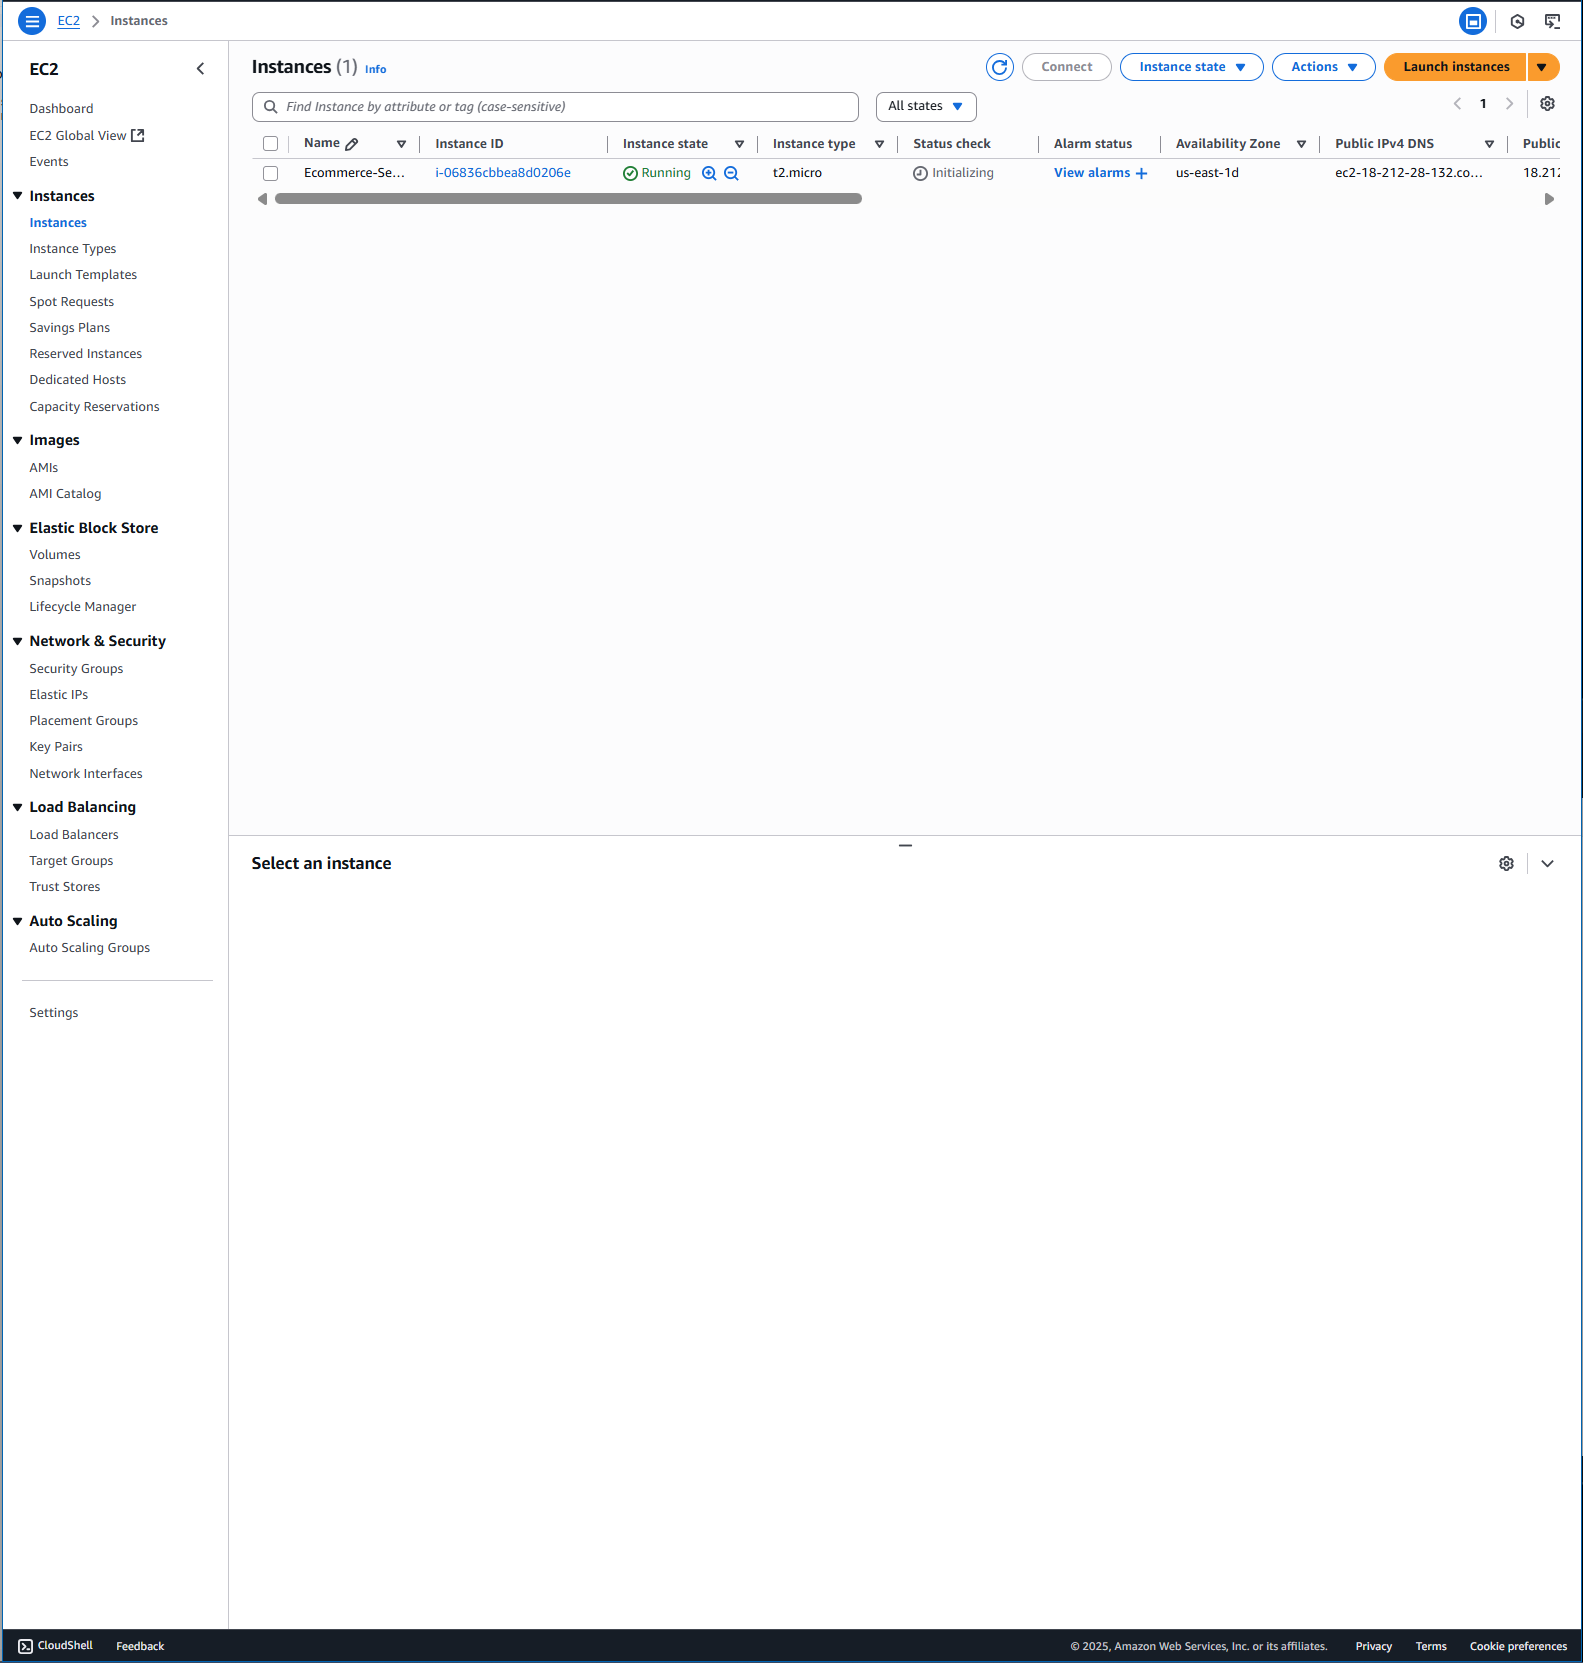 EC2 > Instances
EC2
Dashboard
EC2 Global View
Events
Instances
Instances
Instance Types
Launch Templates
Spot Requests
Savings Plans
Reserved Instances
Dedicated Hosts
Capacity Reservations
Images
AMIs
AMI Catalog
Elastic Block Store
Volumes
Snapshots
Lifecycle Manager
Network & Security
Security Groups
Elastic IPs
Placement Groups
Key Pairs
Network Interfaces
Load Balancing
Load Balancers
Target Groups
Trust Stores
Auto Scaling
Auto Scaling Groups
Settings
Instances (1) Info
Connect Instance state Actions Launch instances
Find Instance by attribute or tag (case-sensitive) All states 1
Name Instance ID Instance state Instance type Status check Alarm status Availability Zone Public IPv4 DNS Public
Ecommerce-Se... i-06836cbbea8d0206e Running t2.micro Initializing View alarms + us-east-1d ec2-18-212-28-132.co... 18.212
Select an instance
CloudShell Feedback © 2025, Amazon Web Services, Inc. or its affiliates. Privacy Terms Cookie preferences